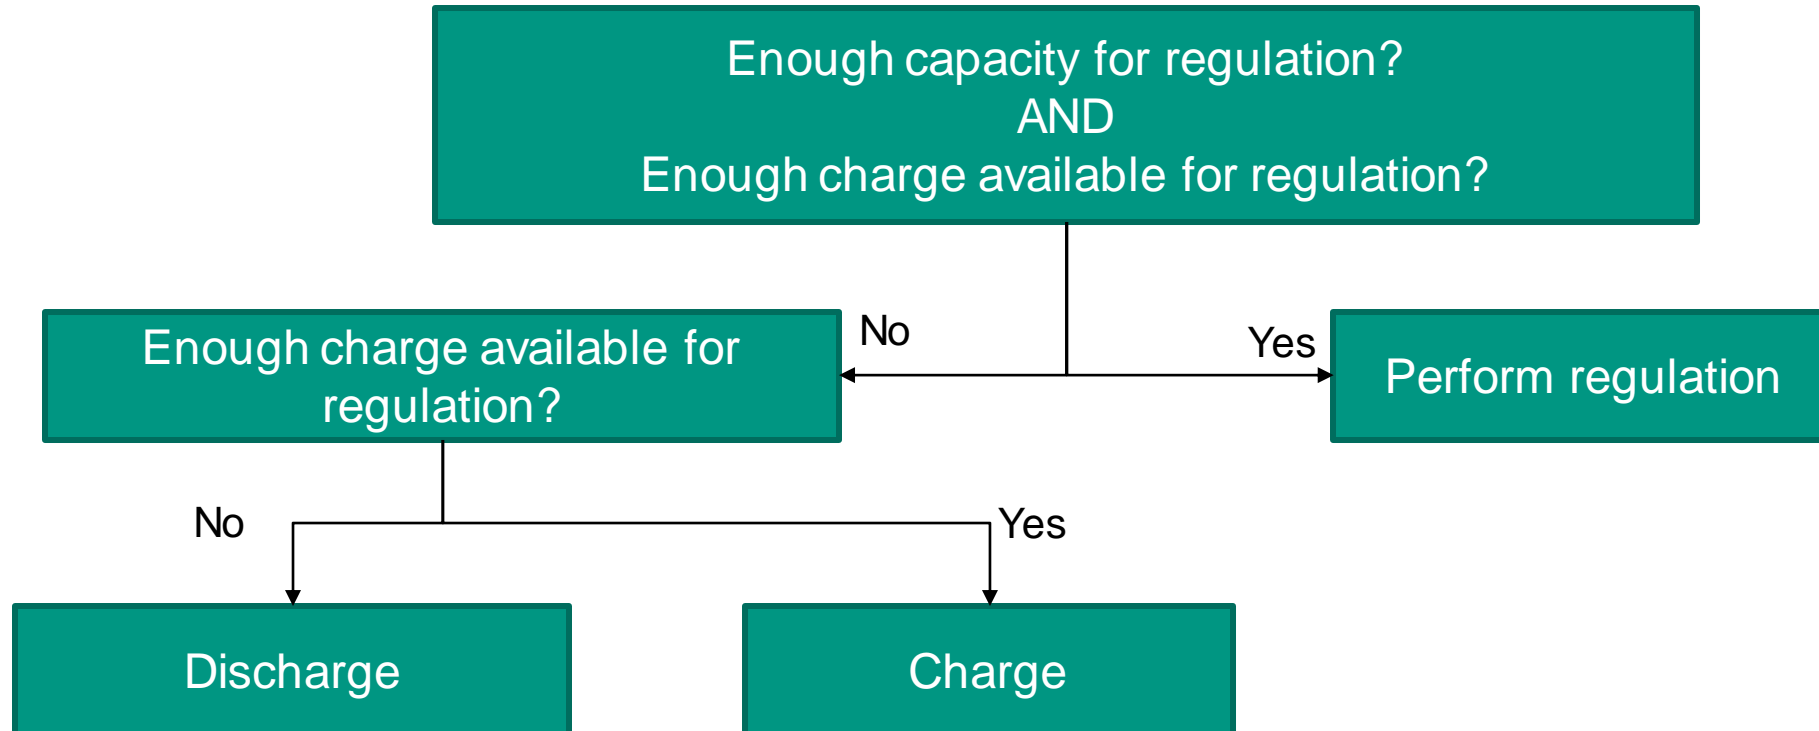 Enough capacity for regulation?
AND
Enough charge available for regulation?
No
Yes
Enough charge available for
regulation?
Perform regulation
No
Yes
Discharge
Charge